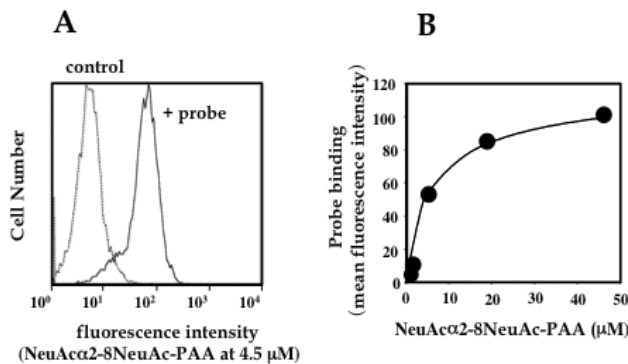 A
control
+ probe
Cell Number
10⁰ 10¹ 10² 10³ 10⁴
fluorescence intensity
(NeuAcα2-8NeuAc-PAA at 4.5 μM)
B
120
100
80
60
40
20
0
Probe binding
(mean fluorescence intensity)
0 10 20 30 40 50
NeuAcα2-8NeuAc-PAA (μM)